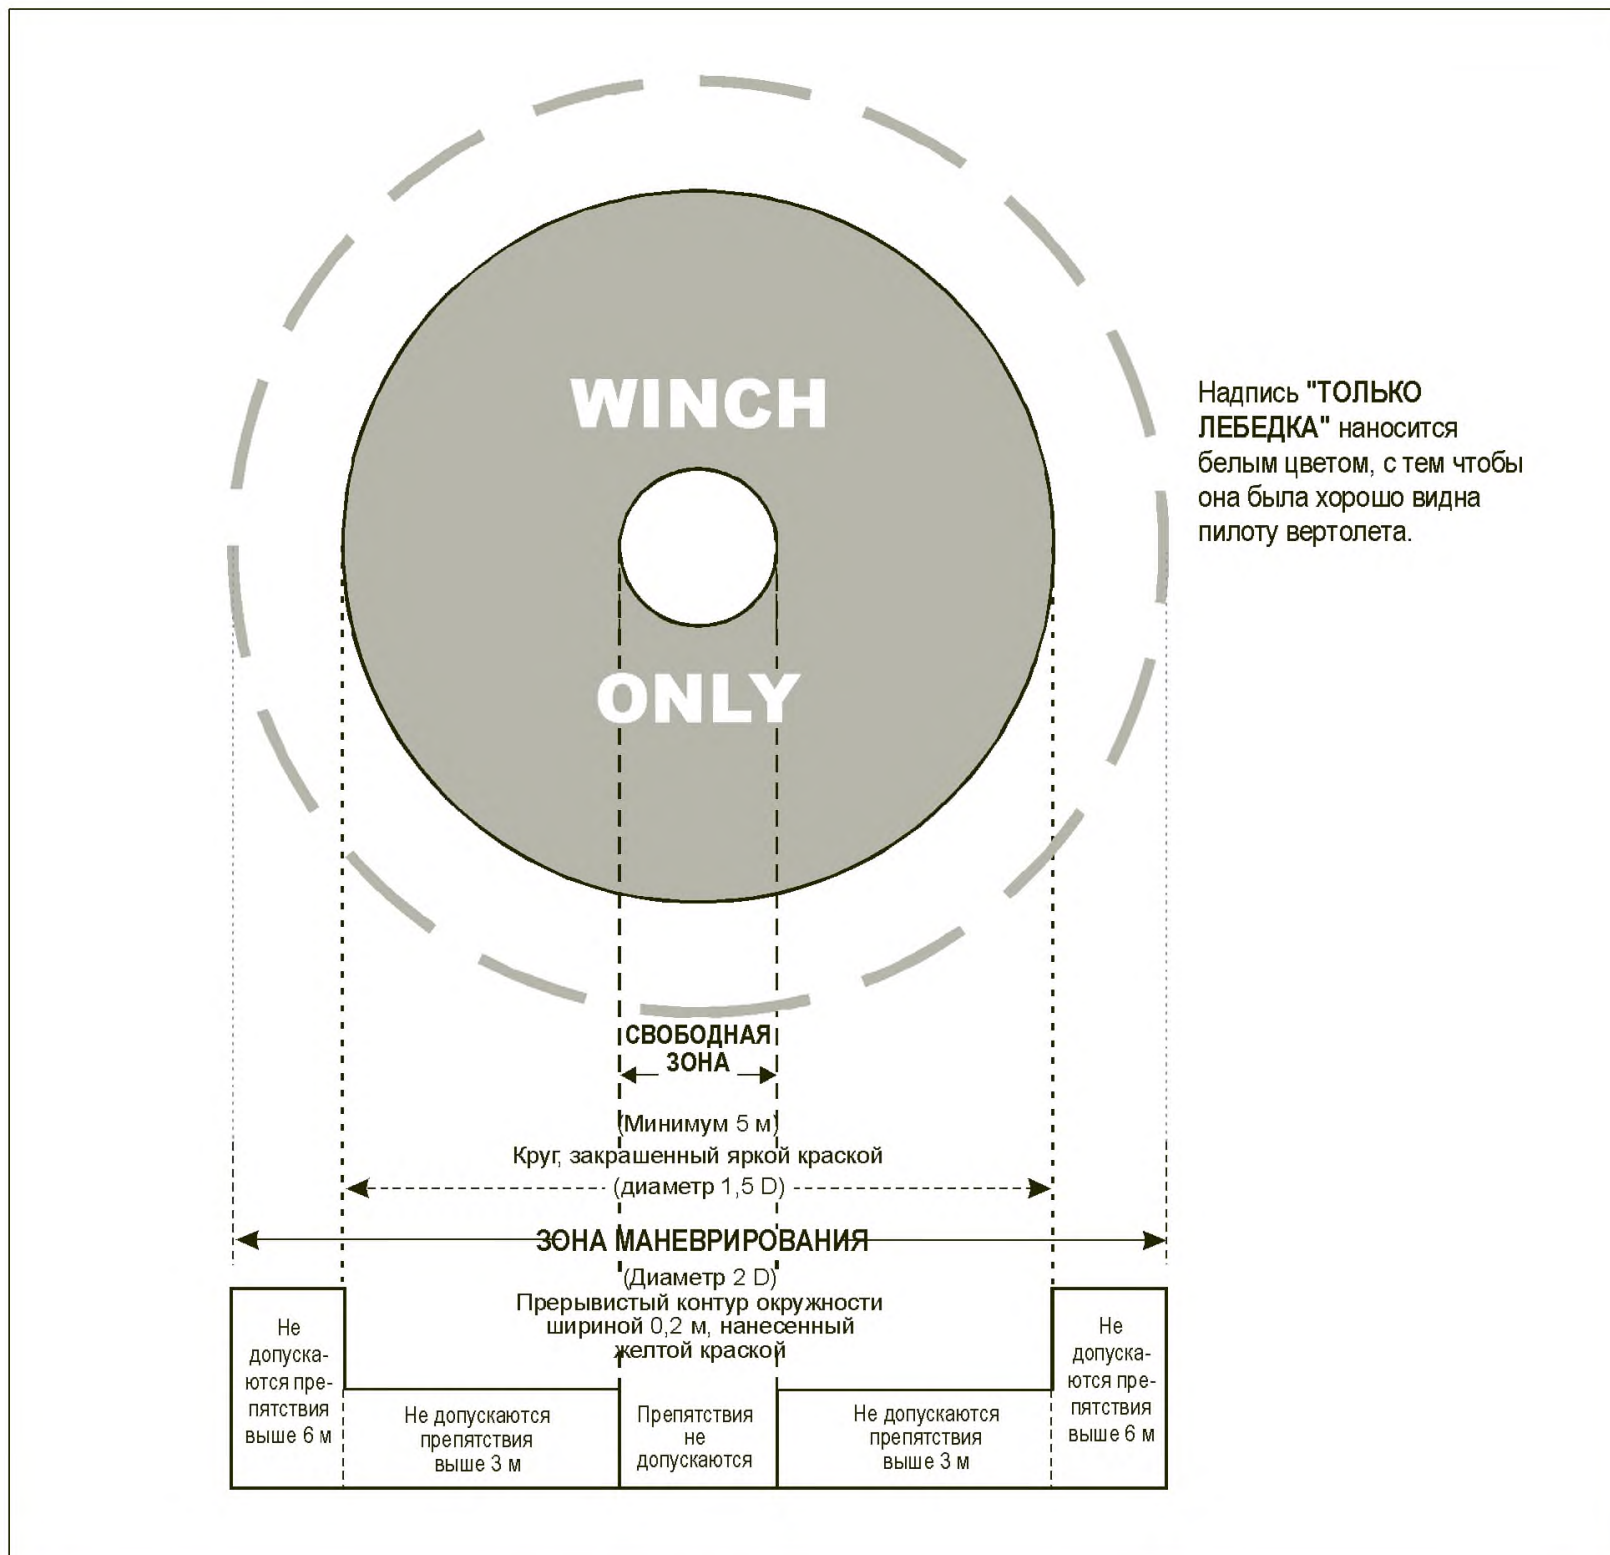 WINCH
ONLY
Надпись "ТОЛЬКО
ЛЕБЕДКА" наносится
белым цветом, с тем чтобы
она была хорошо видна
пилоту вертолета.
СВОБОДНАЯ
ЗОНА
(Минимум 5 м)
Круг, закрашенный яркой краской
(диаметр 1,5 D)
ЗОНА МАНЕВРИРОВАНИЯ
(Диаметр 2 D)
Прерывистый контур окружности
шириной 0,2 м, нанесенный
желтой краской
Не
допуска-
ются пре-
пятствия
выше 6 м
Не допускаются
препятствия
выше 3 м
Препятствия
не
допускаются
Не допускаются
препятствия
выше 3 м
Не
допуска-
ются пре-
пятствия
выше 6 м